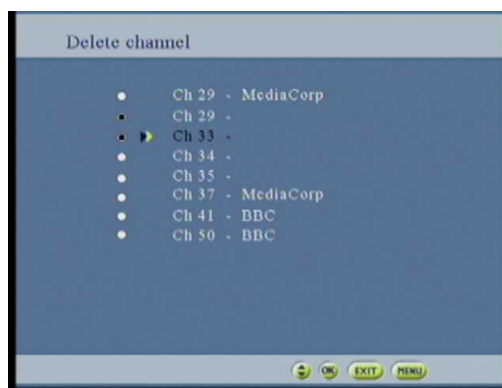 Delete channel
Ch 29 - MediaCorp
Ch 29 -
Ch 33 -
Ch 34 -
Ch 35 -
Ch 37 - MediaCorp
Ch 41 - BBC
Ch 50 - BBC
OK EXIT MENU